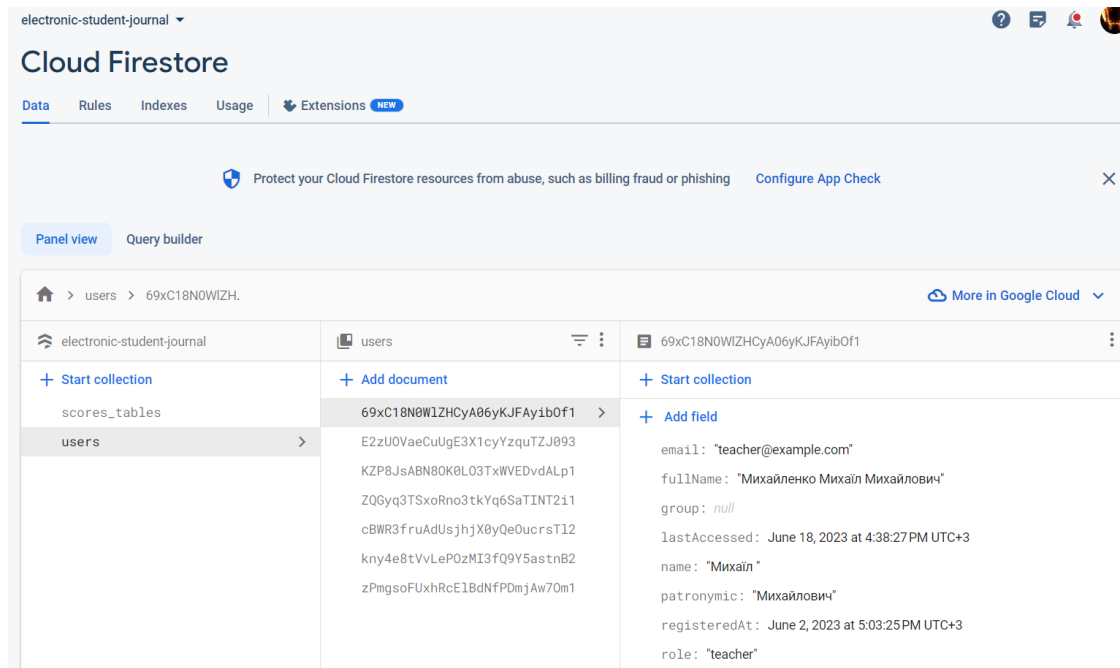 electronic-student-journal
Cloud Firestore
Data Rules Indexes Usage Extensions NEW
Protect your Cloud Firestore resources from abuse, such as billing fraud or phishing Configure App Check
Panel view Query builder
users 69xC18N0WlZH.
More in Google Cloud
electronic-student-journal
users
69xC18N0WlZHCyA06yKJFAyibOf1
Start collection
Add document
Start collection
scores_tables
users
69xC18N0WlZHCyA06yKJFAyibOf1
E2zUOVaeCuUgE3X1cyYzquTZJ093
KZP8JsABN8OK0LO3TxWVEDvdALp1
ZQGyq3TSxoRno3tkYq6SaTINT2i1
cBWR3fruAdUsjhjX0yQeOucrsTl2
kny4e8tVvLePOzMI3fQ9Y5astnB2
zPmgsoFUxhRcElBdNfPDmjAw7Om1
Add field
email: "teacher@example.com"
fullName: "Михайленко Михаїл Михайлович"
group: null
lastAccessed: June 18, 2023 at 4:38:27 PM UTC+3
name: "Михаїл "
patronymic: "Михайлович"
registeredAt: June 2, 2023 at 5:03:25 PM UTC+3
role: "teacher"